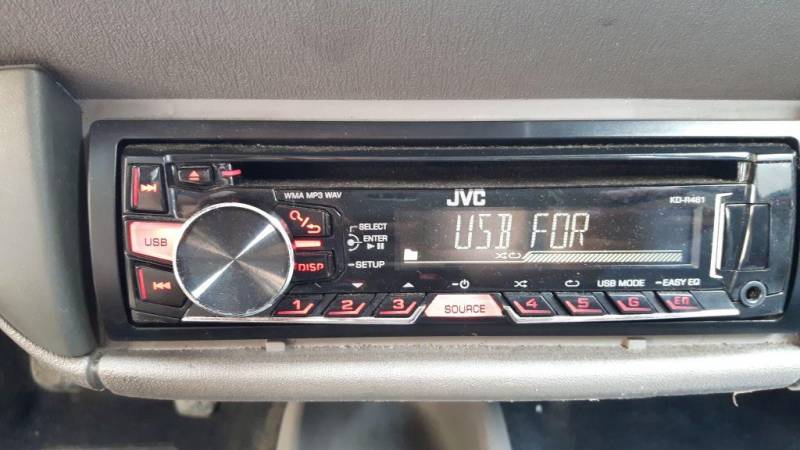 WMA MP3 WAV
JVC
KD-R461
USB FOR
USB
SELECT
ENTER
DISP
SETUP
1
2
3
SOURCE
4
5
6
USB MODE
EASY EQ
EQ